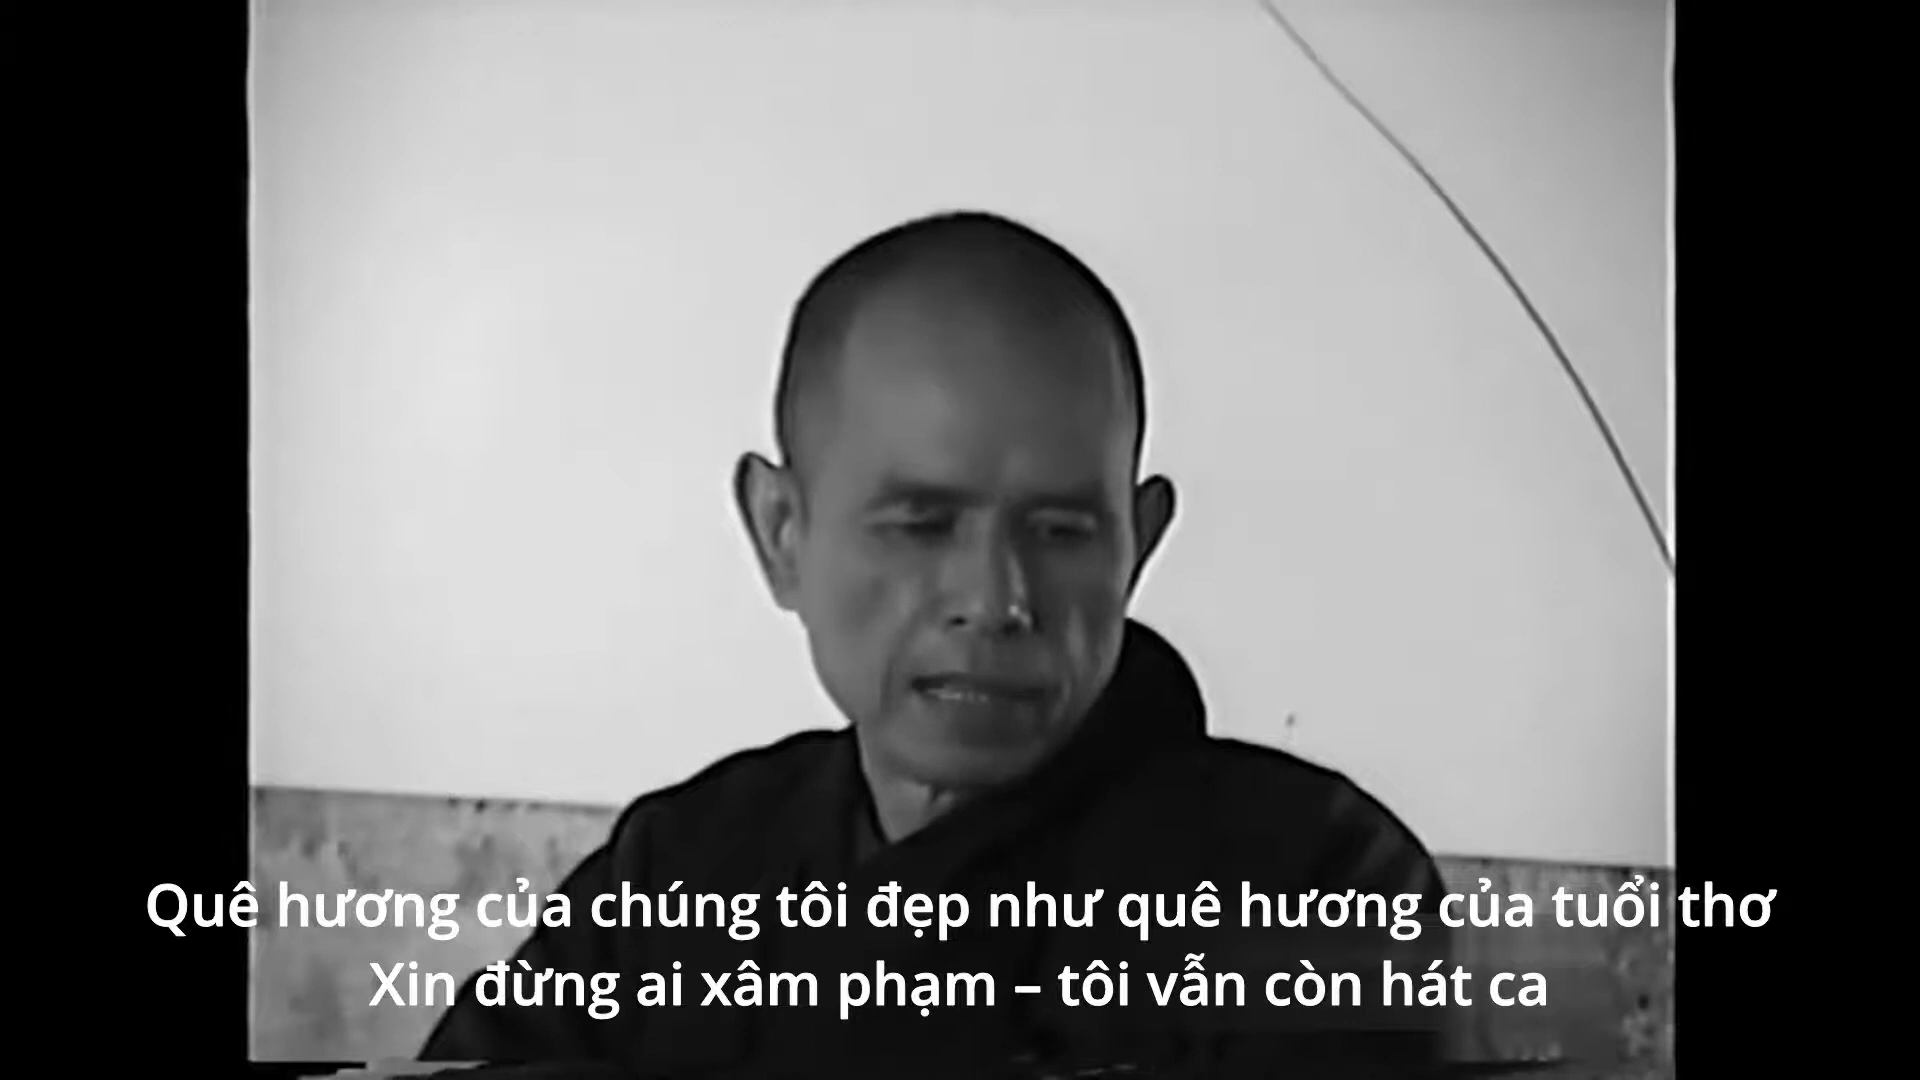 Quê hương của chúng tôi đẹp như quê hương của tuổi thơ
Xin đừng ai xâm phạm – tôi vẫn còn hát ca